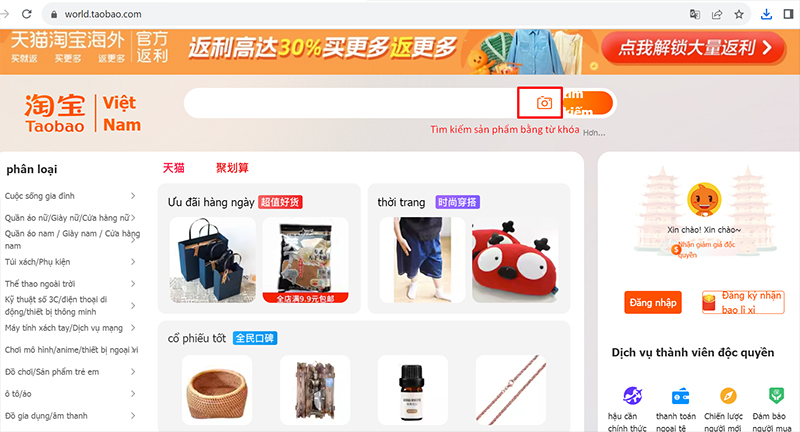 world.taobao.com
天猫淘宝海外
官方
返利
买就返 买更多 返更多
返利高达30%买更多返更多
点我解锁大量返利
淘宝
Taobao
Việt
Nam
Tìm
kiếm
Tìm kiếm sản phẩm bằng từ khóa
Hơn...
phân loại
天猫
聚划算
Cuộc sống gia đình
Quần áo nữ/Giày nữ/Cửa hàng nữ
Quần áo nam / Giày nam / Cửa hàng
nam
Túi xách/Phụ kiện
Thể thao ngoài trời
Kỹ thuật số 3C/điện thoại di
động/thiết bị thông minh
Máy tính xách tay/Dịch vụ mạng
Chơi mô hình/anime/thiết bị ngoại vi
Đồ chơi/Sản phẩm trẻ em
ô tô/áo
Đồ gia dụng/âm thanh
Ưu đãi hàng ngày 超值好货
全店满9.9元包邮
thời trang 时尚穿搭
cổ phiếu tốt 全民口碑
Xin chào! Xin chào~
Nhận giảm giá độc
quyền
Đăng nhập
Đăng ký nhận
bao lì xì
Dịch vụ thành viên độc quyền
hậu cần
chính thức
thanh toán
ngoại tệ
Chiến lược
người mới
Đảm bảo
người mua